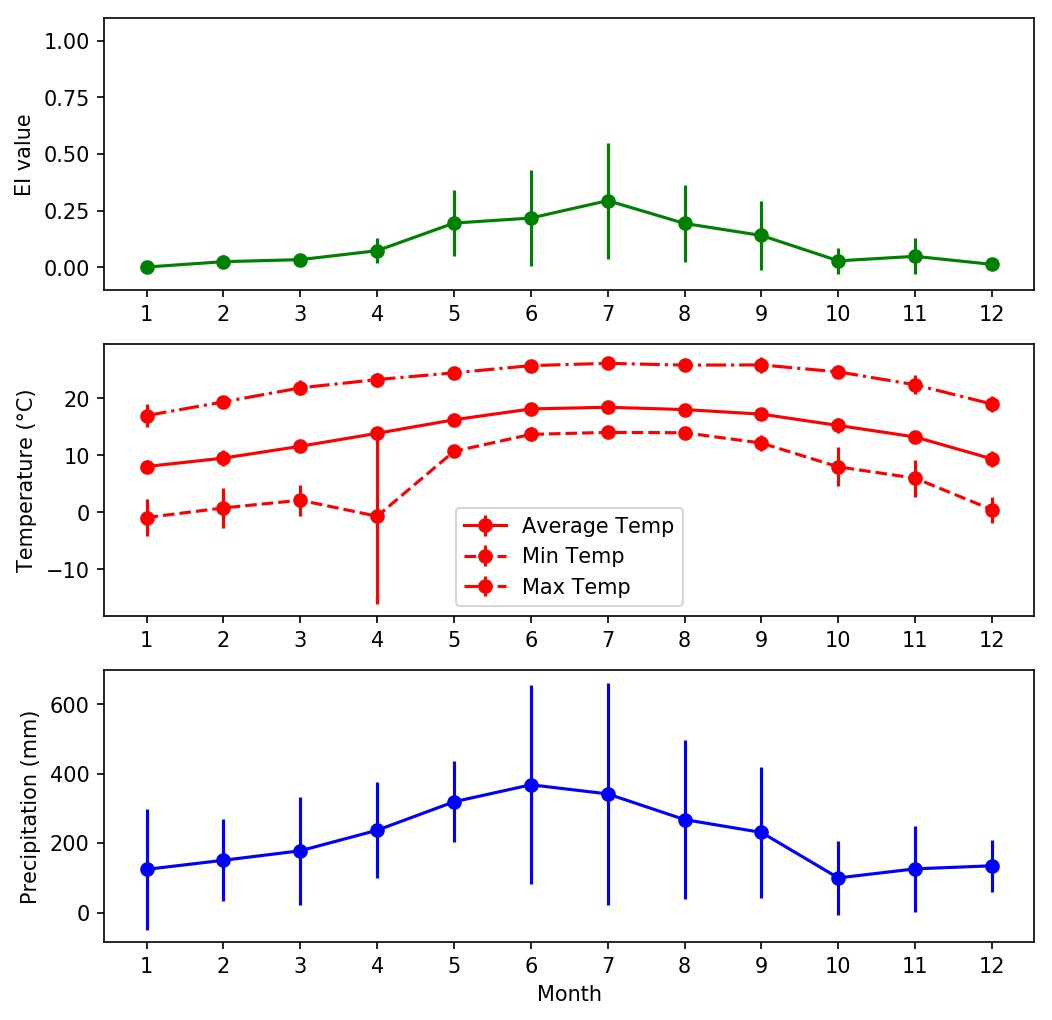 EI value
1.00
0.75
0.50
0.25
0.00
1 2 3 4 5 6 7 8 9 10 11 12
Temperature (°C)
20
10
0
−10
Average Temp
Min Temp
Max Temp
1 2 3 4 5 6 7 8 9 10 11 12
Precipitation (mm)
600
400
200
0
1 2 3 4 5 6 7 8 9 10 11 12
Month